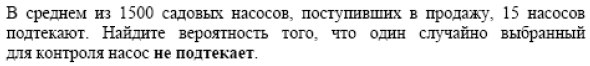 В среднем из 1500 садовых насосов, поступивших в продажу, 15 насосов
подтекают. Найдите вероятность того, что один случайно выбранный
для контроля насос не подтекает.